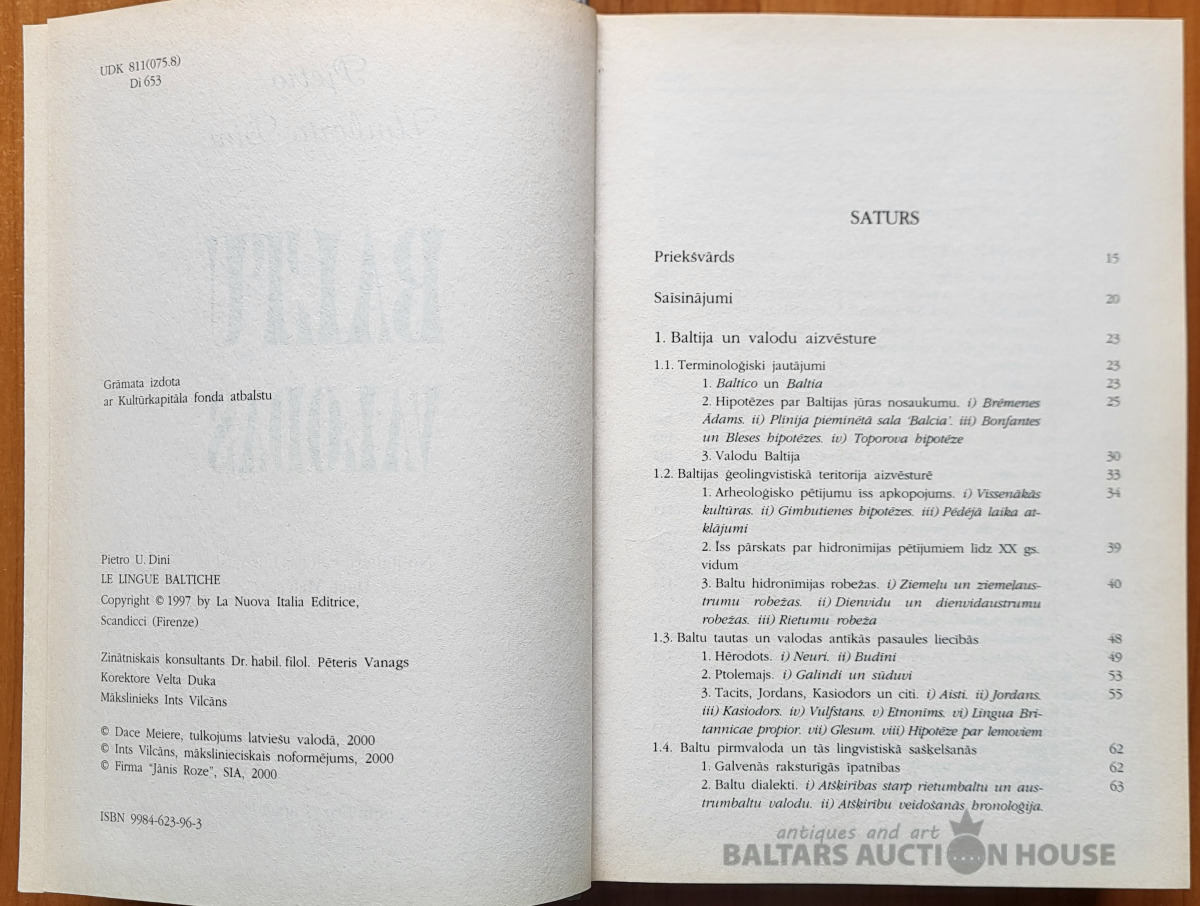 UDK 811(075.8)
Di 653
Grāmata izdota
ar Kultūrkapitāla fonda atbalstu
Pietro U. Dini
LE LINGUE BALTICHE
Copyright © 1997 by La Nuova Italia Editrice,
Scandicci (Firenze)
Zinātniskais konsultants Dr. habil. filol. Pēteris Vanags
Korektore Velta Duka
Mākslinieks Ints Vilcāns
© Dace Meiere, tulkojums latviešu valodā, 2000
© Ints Vilcāns, mākslinieciskais noformējums, 2000
© Firma "Jānis Roze", SIA, 2000
ISBN 9984-623-96-3
SATURS
Priekšvārds 15
Saīsinājumi 20
1. Baltija un valodu aizvēsture 23
1.1. Terminoloģiski jautājumi 23
1. Baltico un Baltia 23
2. Hipotēzes par Baltijas jūras nosaukumu. i) Brēmenes 25
Ādams. ii) Plīnija pieminētā sala 'Balcia'. iii) Bonfantes
un Bleses hipotēzes. iv) Toporova hipotēze
3. Valodu Baltija 30
1.2. Baltijas ģeolingvistiskā teritorija aizvēsturē 33
1. Arheoloģisko pētījumu īss apkopojums. i) Vissenākās 34
kultūras. ii) Gimbutienes hipotēzes. iii) Pēdējā laika at-
klājumi
2. Īss pārskats par hidronīmijas pētījumiem līdz XX gs. 39
vidum
3. Baltu hidronīmijas robežas. i) Ziemeļu un ziemeļaus- 40
trumu robežas. ii) Dienvidu un dienvidaustrumu
robežas. iii) Rietumu robeža
1.3. Baltu tautas un valodas antīkās pasaules liecībās 48
1. Hērodots. i) Neuri. ii) Budīni 49
2. Ptolemajs. i) Galindi un sūduvi 53
3. Tacits, Jordans, Kasiodors un citi. i) Aisti. ii) Jordans. 55
iii) Kasiodors. iv) Vulfstans. v) Etnonīms. vi) Lingua Bri-
tannicae propior. vii) Glesum. viii) Hipotēze par lemoviem
1.4. Baltu pirmvaloda un tās lingvistiskā sašķelšanās 62
1. Galvenās raksturīgās īpatnības 62
2. Baltu dialekti. i) Atšķirības starp rietumbaltu un aus- 63
trumbaltu valodu. ii) Atšķirību veidošanās hronoloģija.
antiques and art
BALTARS AUCTION HOUSE